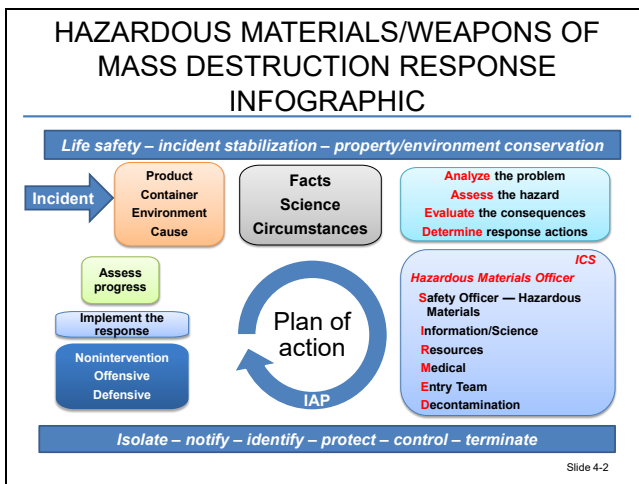 HAZARDOUS MATERIALS/WEAPONS OF
MASS DESTRUCTION RESPONSE
INFOGRAPHIC
Life safety – incident stabilization – property/environment conservation
Incident
Product
Container
Environment
Cause
Facts
Science
Circumstances
Analyze the problem
Assess the hazard
Evaluate the consequences
Determine response actions
Assess
progress
Implement the
response
Nonintervention
Offensive
Defensive
Plan of
action
IAP
ICS
Hazardous Materials Officer
Safety Officer — Hazardous
Materials
Information/Science
Resources
Medical
Entry Team
Decontamination
Isolate – notify – identify – protect – control – terminate
Slide 4-2